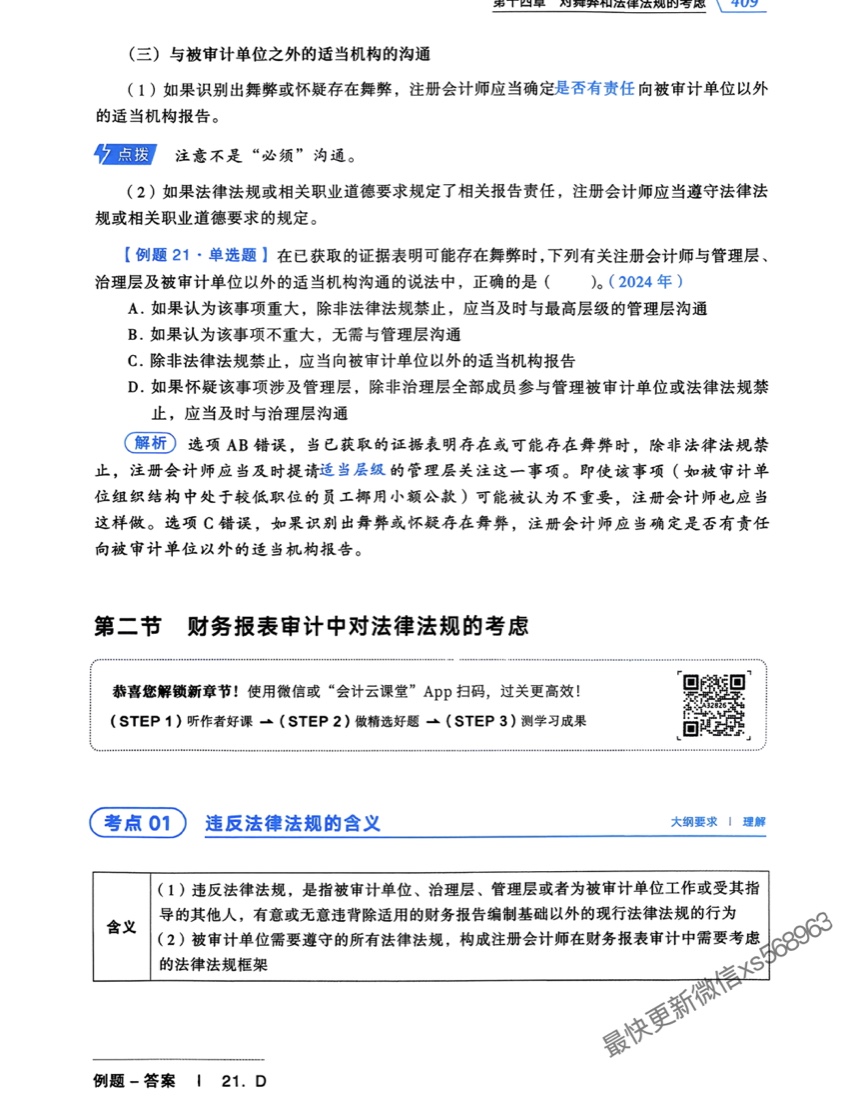 第十四章 对舞弊和法律法规的考虑 409
(三)与被审计单位之外的适当机构的沟通
(1)如果识别出舞弊或怀疑存在舞弊，注册会计师应当确定是否有责任向被审计单位以外
的适当机构报告。
点拨 注意不是“必须”沟通。
(2)如果法律法规或相关职业道德要求规定了相关报告责任，注册会计师应当遵守法律法
规或相关职业道德要求的规定。
【例题 21·单选题】在已获取的证据表明可能存在舞弊时，下列有关注册会计师与管理层、
治理层及被审计单位以外的适当机构沟通的说法中，正确的是( )。(2024 年)
A. 如果认为该事项重大，除非法律法规禁止，应当及时与最高层级的管理层沟通
B. 如果认为该事项不重大，无需与管理层沟通
C. 除非法律法规禁止，应当向被审计单位以外的适当机构报告
D. 如果怀疑该事项涉及管理层，除非治理层全部成员参与管理被审计单位或法律法规禁
止，应当及时与治理层沟通
解析 选项 AB 错误，当已获取的证据表明存在或可能存在舞弊时，除非法律法规禁
止，注册会计师应当及时提请适当层级的管理层关注这一事项。即使该事项(如被审计单
位组织结构中处于较低职位的员工挪用小额公款)可能被认为不重要，注册会计师也应当
这样做。选项 C 错误，如果识别出舞弊或怀疑存在舞弊，注册会计师应当确定是否有责任
向被审计单位以外的适当机构报告。
第二节 财务报表审计中对法律法规的考虑
恭喜您解锁新章节！使用微信或“会计云课堂”App 扫码，过关更高效！
(STEP 1)听作者好课→(STEP 2)做精选好题→(STEP 3)测学习成果
A32826
考点 01 违反法律法规的含义 大纲要求 | 理解
(1)违反法律法规，是指被审计单位、治理层、管理层或者为被审计单位工作或受其指
导的其他人，有意或无意违背除适用的财务报告编制基础以外的现行法律法规的行为
含义
(2)被审计单位需要遵守的所有法律法规，构成注册会计师在财务报表审计中需要考虑
的法律法规框架
最快更新微信xs568963
例题－答案 | 21. D